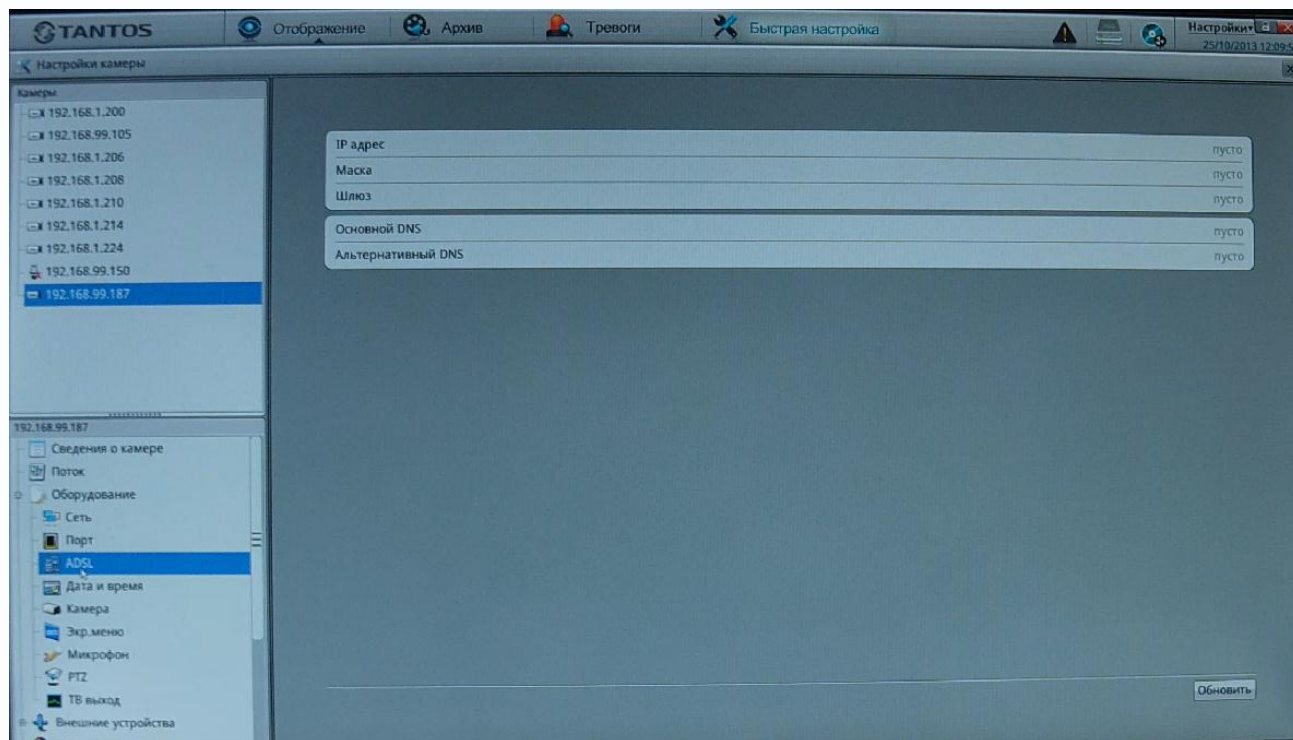 TANTOS Отображение Архив Тревоги Быстрая настройка Настройки
25/10/2013 12:09:5
Настройки камеры
Камеры
192.168.1.200
192.168.99.105
192.168.1.206
192.168.1.208
192.168.1.210
192.168.1.214
192.168.1.224
192.168.99.150
192.168.99.187
IP адрес пусто
Маска пусто
Шлюз пусто
Основной DNS пусто
Альтернативный DNS пусто
192.168.99.187
Сведения о камере
Поток
Оборудование
Сеть
Порт
ADSL
Дата и время
Камера
Экр.меню
Микрофон
PTZ
ТВ выход
Внешние устройства
Обновить